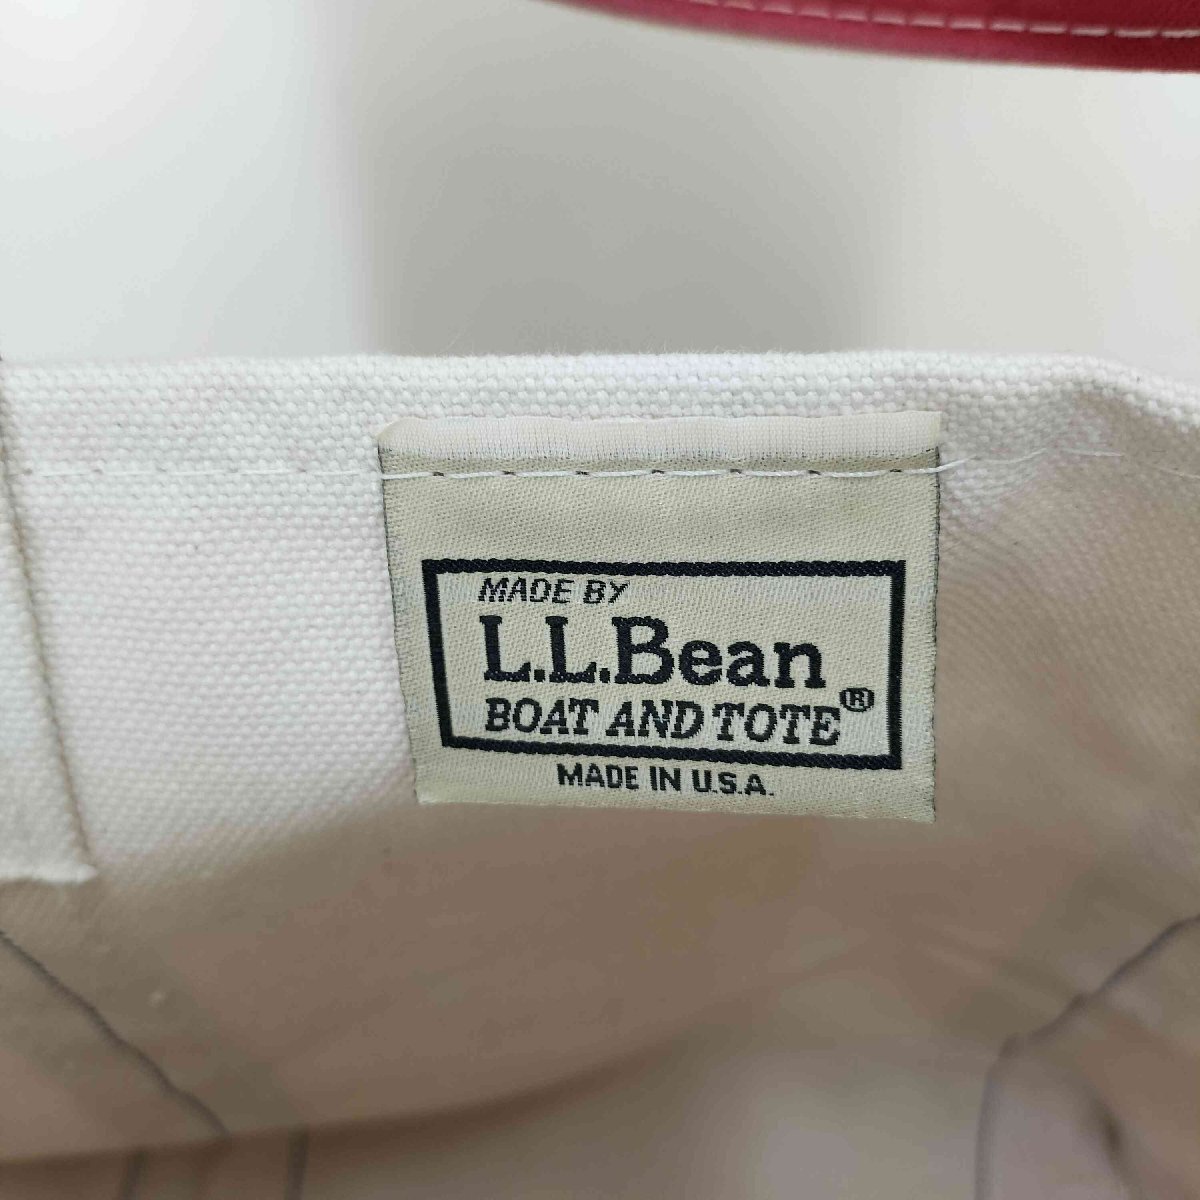 MADE BY
L.L.Bean
BOAT AND TOTE®
MADE IN U.S.A.